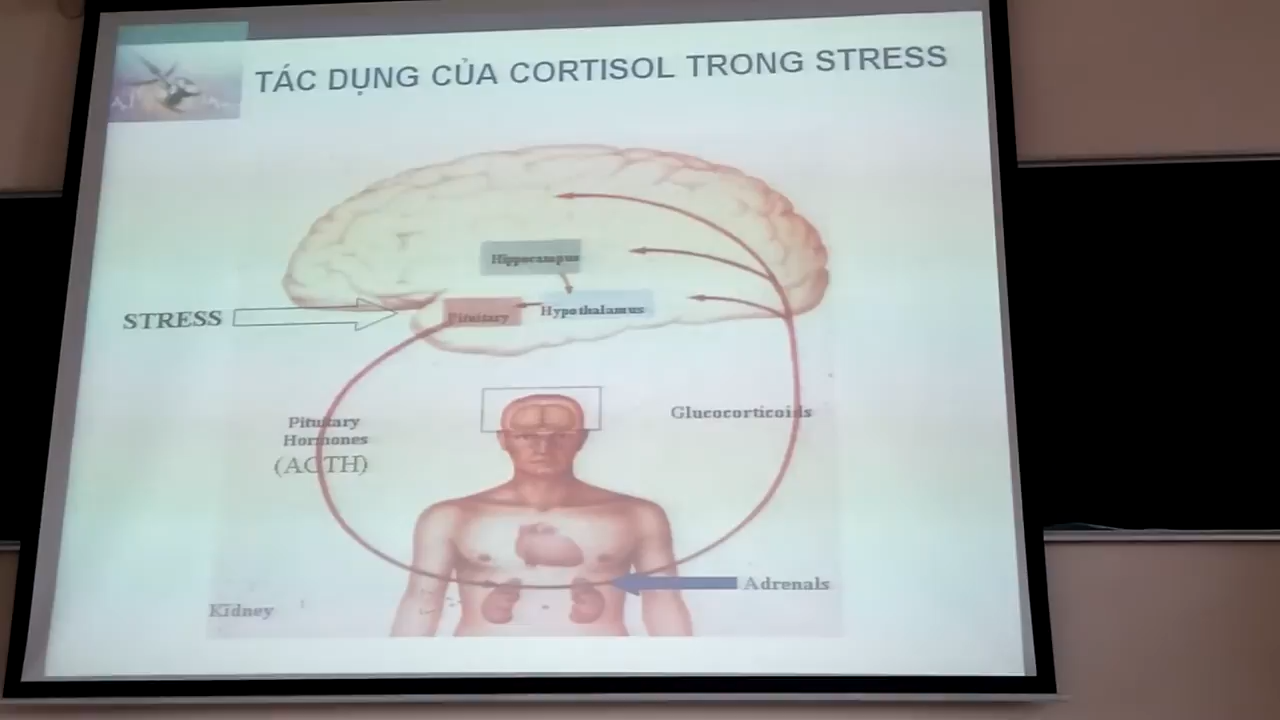 TÁC DỤNG CỦA CORTISOL TRONG STRESS
Hippocampus
STRESS
Pituitary
Hypothalamus
Pituitary
Hormones
(ACTH)
Glucocorticoids
Adrenals
Kidney